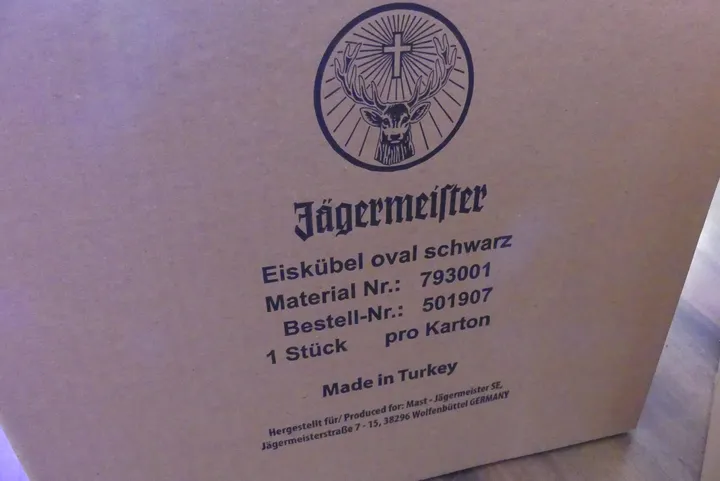 Jägermeiſter
Eiskübel oval schwarz
Material Nr.: 793001
Bestell-Nr.: 501907
1 Stück pro Karton
Made in Turkey
Hergestellt für/ Produced for: Mast - Jägermeister SE,
Jägermeisterstraße 7 - 15, 38296 Wolfenbüttel GERMANY